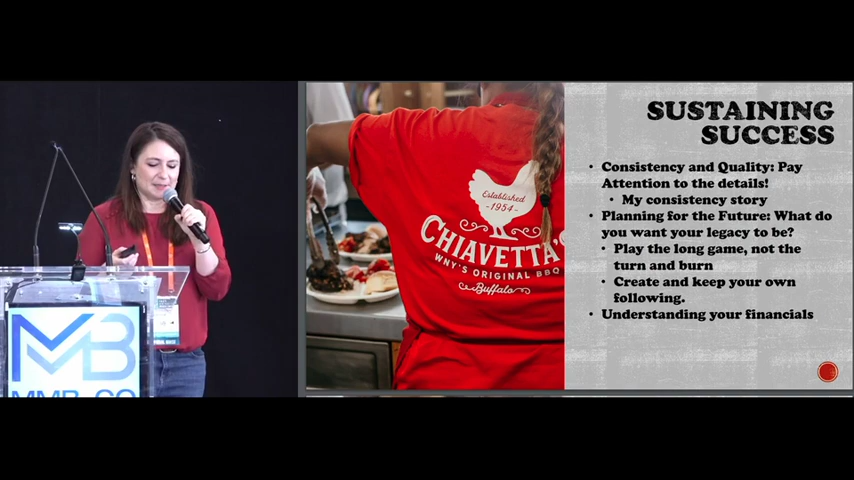 SUSTAINING
SUCCESS
• Consistency and Quality: Pay
Attention to the details!
• My consistency story
• Planning for the Future: What do
you want your legacy to be?
• Play the long game, not the
turn and burn
• Create and keep your own
following.
• Understanding your financials
Established
-1954-
CHIAVETTA'S
WNY'S ORIGINAL BBQ
Buffalo
MMB